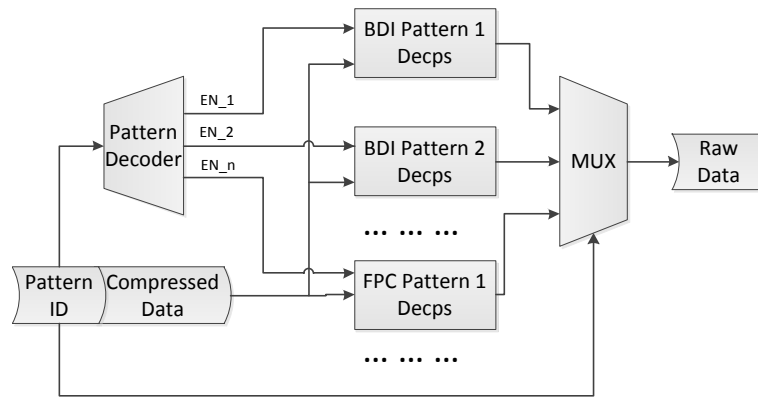 BDI Pattern 1
Decps
EN_1
Pattern
Decoder
EN_2
BDI Pattern 2
Decps
MUX
Raw
Data
EN_n
... ... ...
Pattern
ID
Compressed
Data
FPC Pattern 1
Decps
... ... ...